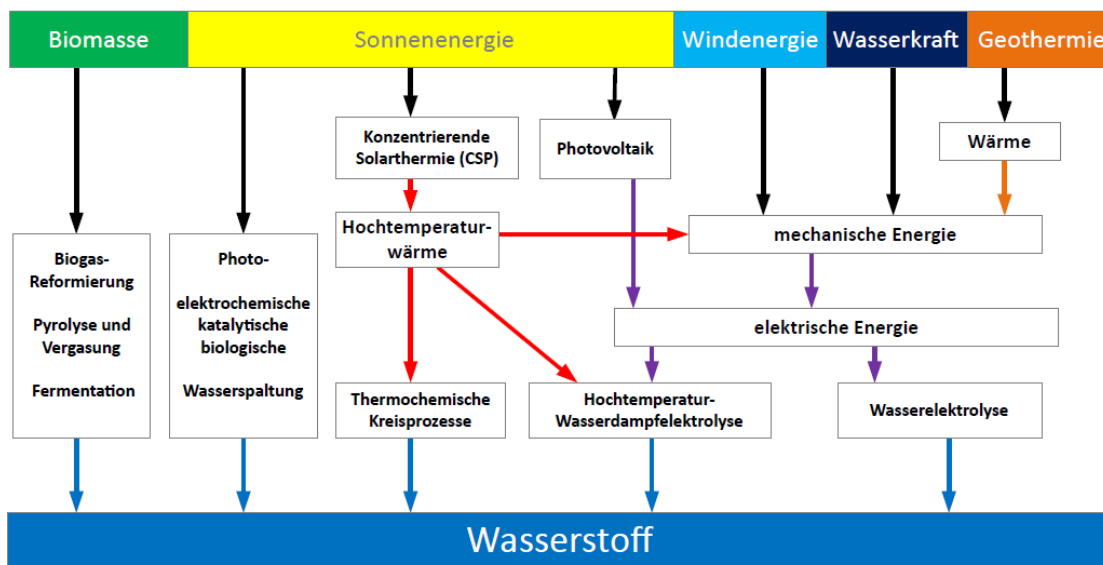 Biomasse
Sonnenenergie
Windenergie
Wasserkraft
Geothermie
Konzentrierende
Solarthermie (CSP)
Photovoltaik
Wärme
Hochtemperatur-
wärme
mechanische Energie
Biogas-
Reformierung
Pyrolyse und
Vergasung
Fermentation
Photo-
elektrochemische
katalytische
biologische
Wasserspaltung
elektrische Energie
Thermochemische
Kreisprozesse
Hochtemperatur-
Wasserdampfelektrolyse
Wasserelektrolyse
Wasserstoff